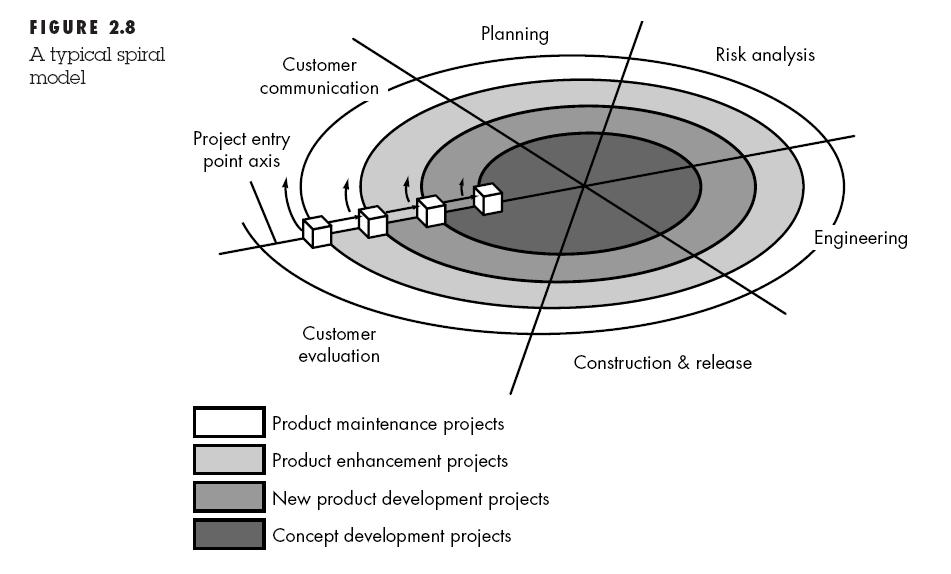 FIGURE 2.8
A typical spiral
model
Planning
Risk analysis
Customer
communication
Project entry
point axis
Engineering
Customer
evaluation
Construction & release
Product maintenance projects
Product enhancement projects
New product development projects
Concept development projects